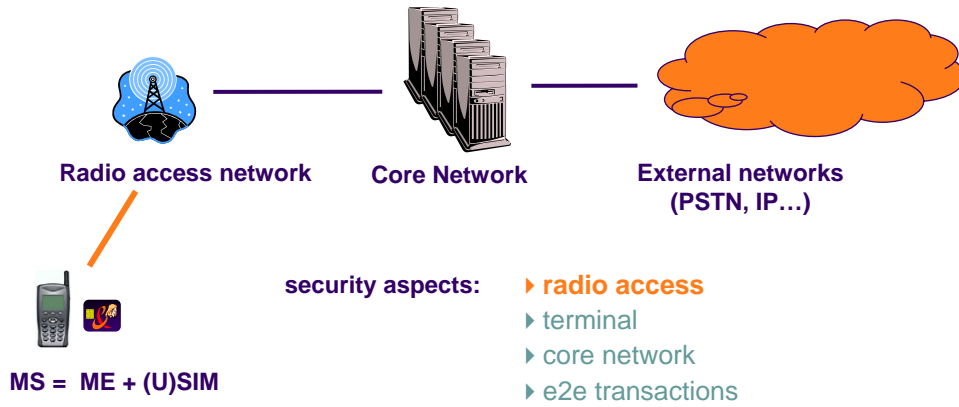 Radio access network
Core Network
External networks
(PSTN, IP…)
security aspects:
radio access
terminal
core network
e2e transactions
MS = ME + (U)SIM